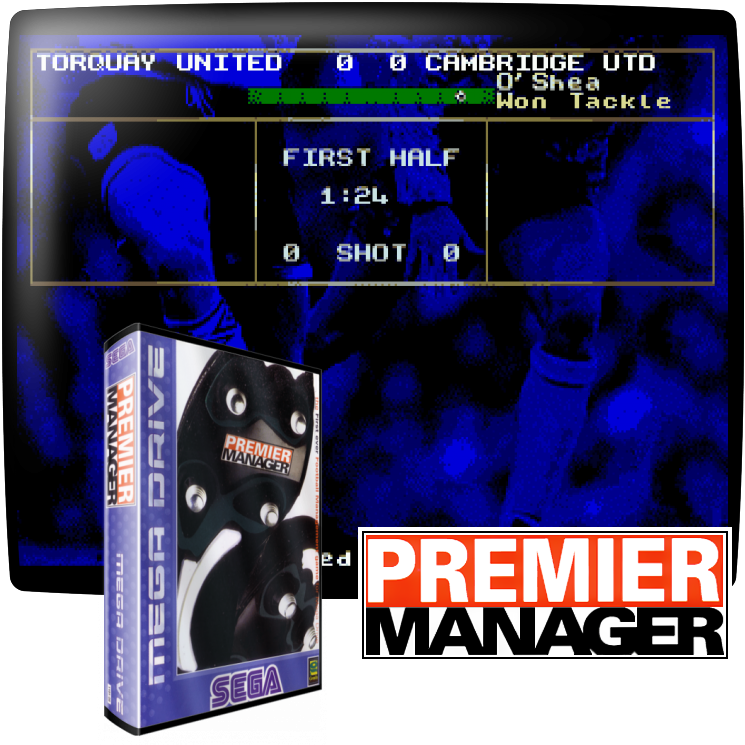 TORQUAY UNITED 0 0 CAMBRIDGE UTD
O'Shea
Won Tackle
FIRST HALF
1:24
0 SHOT 0
ed
SEGA
PREMIER
MANAGER
MEGA DRIVE
MEGA DRIVE
PREMIER
MANAGER
SEGA
PREMIER
MANAGER